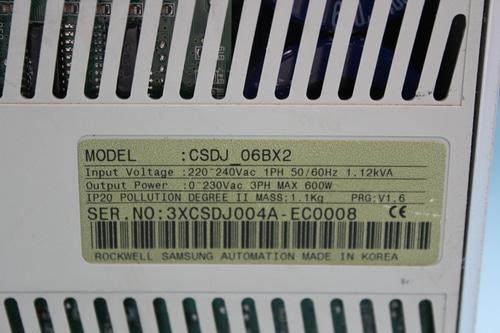 MODEL :CSDJ_06BX2
Input Voltage :220~240Vac 1PH 50/60Hz 1.12kVA
Output Power :0~230Vac 3PH MAX 600W
IP20 POLLUTION DEGREE II MASS:1.1Kg PRG:V1.6
SER.NO:3XCSDJ004A-EC0008 CE
ROCKWELL SAMSUNG AUTOMATION MADE IN KOREA